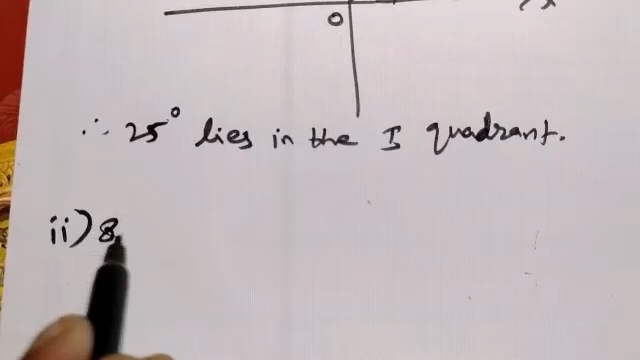 0
∴ 25° lies in the I quadrant.
ii) 8